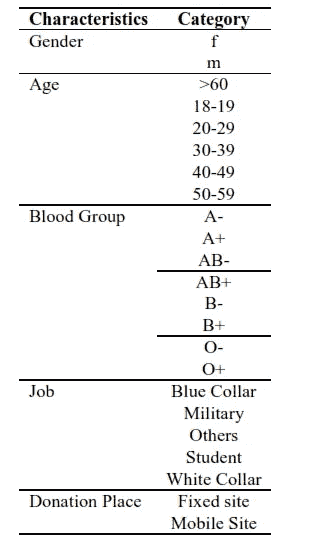 Characteristics Category
Gender f
m
Age >60
18-19
20-29
30-39
40-49
50-59
Blood Group A-
A+
AB-
AB+
B-
B+
O-
O+
Job Blue Collar
Military
Others
Student
White Collar
Donation Place Fixed site
Mobile Site